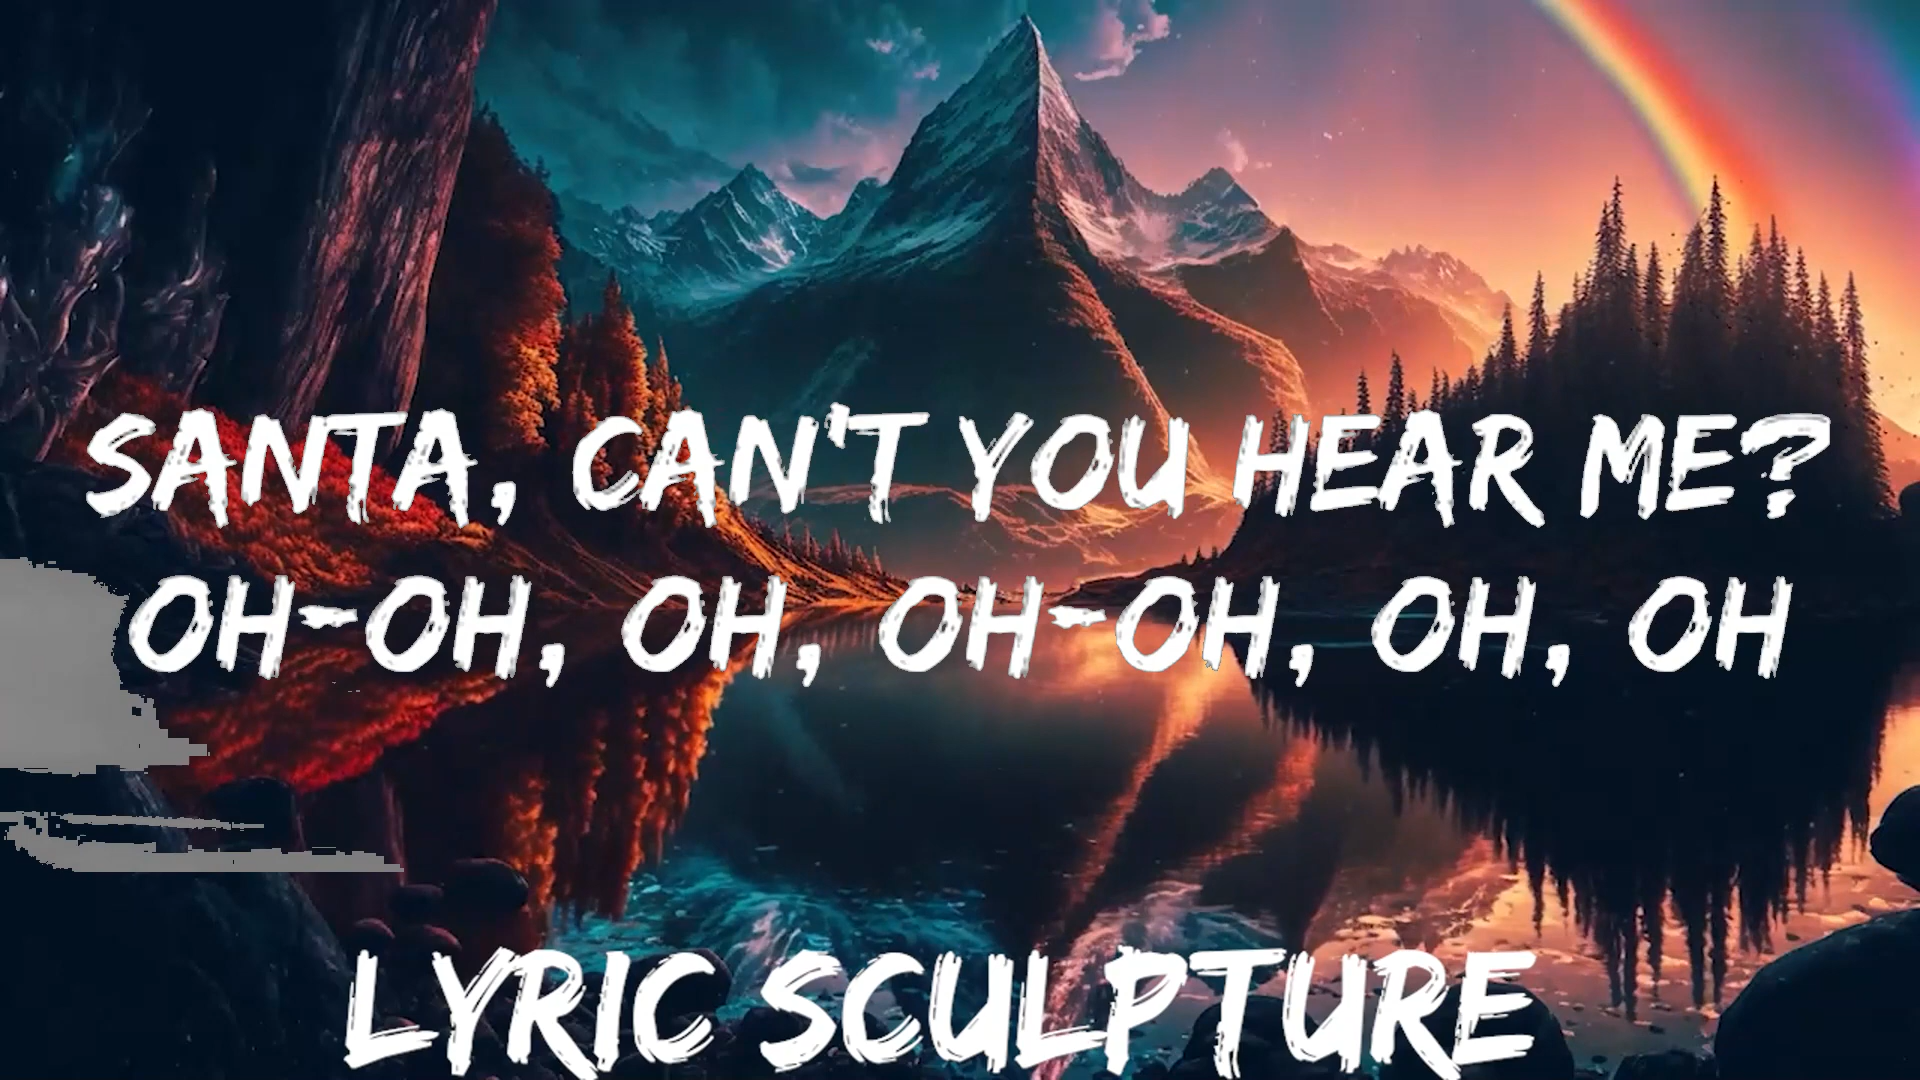 SANTA, CAN'T YOU HEAR ME?
OH-OH, OH, OH-OH, OH, OH
LYRIC SCULPTURE